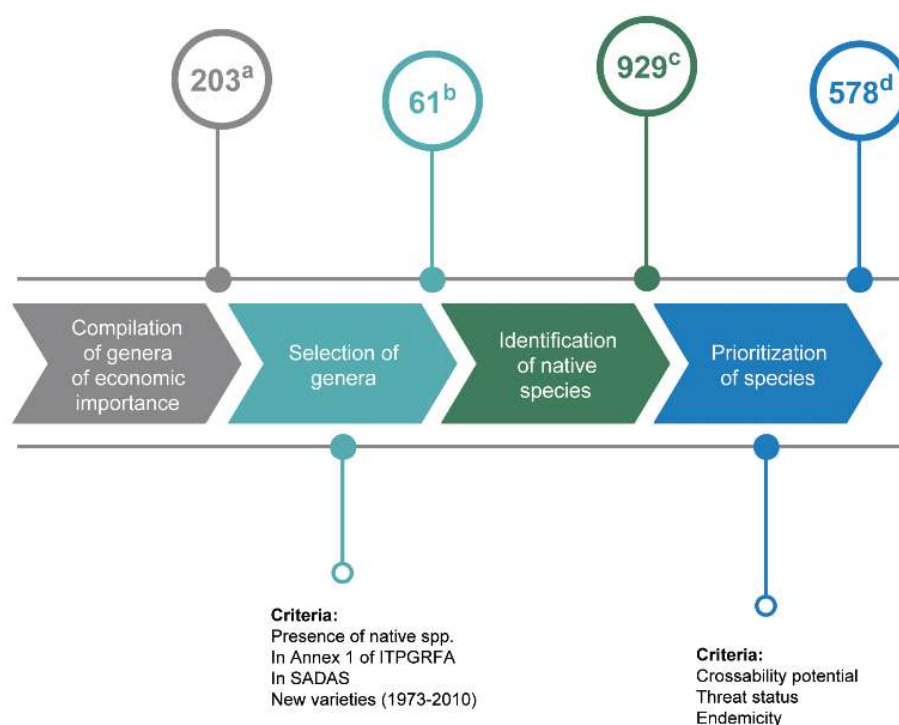 203a
61b
929c
578d
Compilation
of genera
of economic
importance
Selection of
genera
Identification
of native
species
Prioritization
of species
Criteria:
Presence of native spp.
In Annex 1 of ITPGRFA
In SADAS
New varieties (1973-2010)
Criteria:
Crossability potential
Threat status
Endemicity